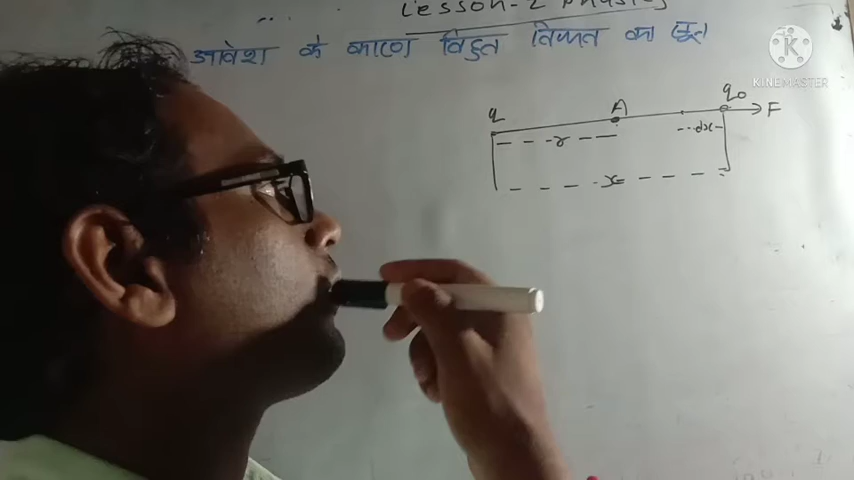 Lesson-2 Physics
आवेश के कारण विद्युत विभव का सूत्र
KINEMASTER
q A q₀ F
r dx
x